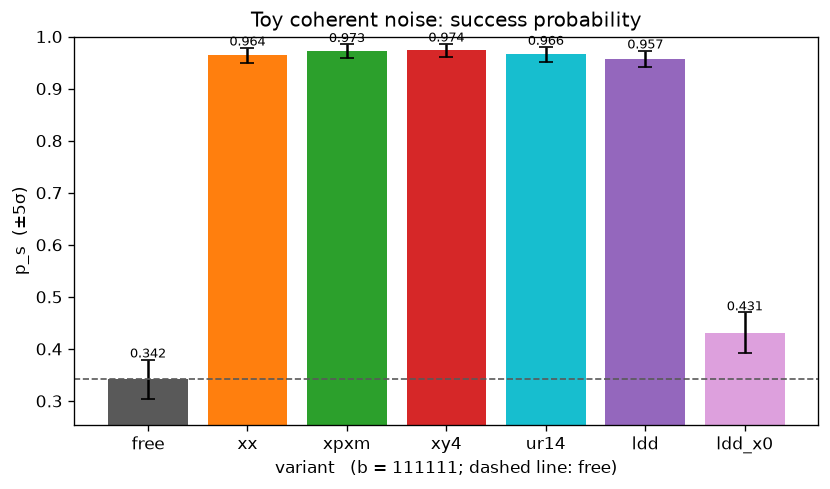 Toy coherent noise: success probability
p_s (±5σ)
1.0
0.9
0.8
0.7
0.6
0.5
0.4
0.3
0.342
0.964
0.973
0.974
0.966
0.957
0.431
free
xx
xpxm
xy4
ur14
ldd
ldd_x0
variant (b = 111111; dashed line: free)